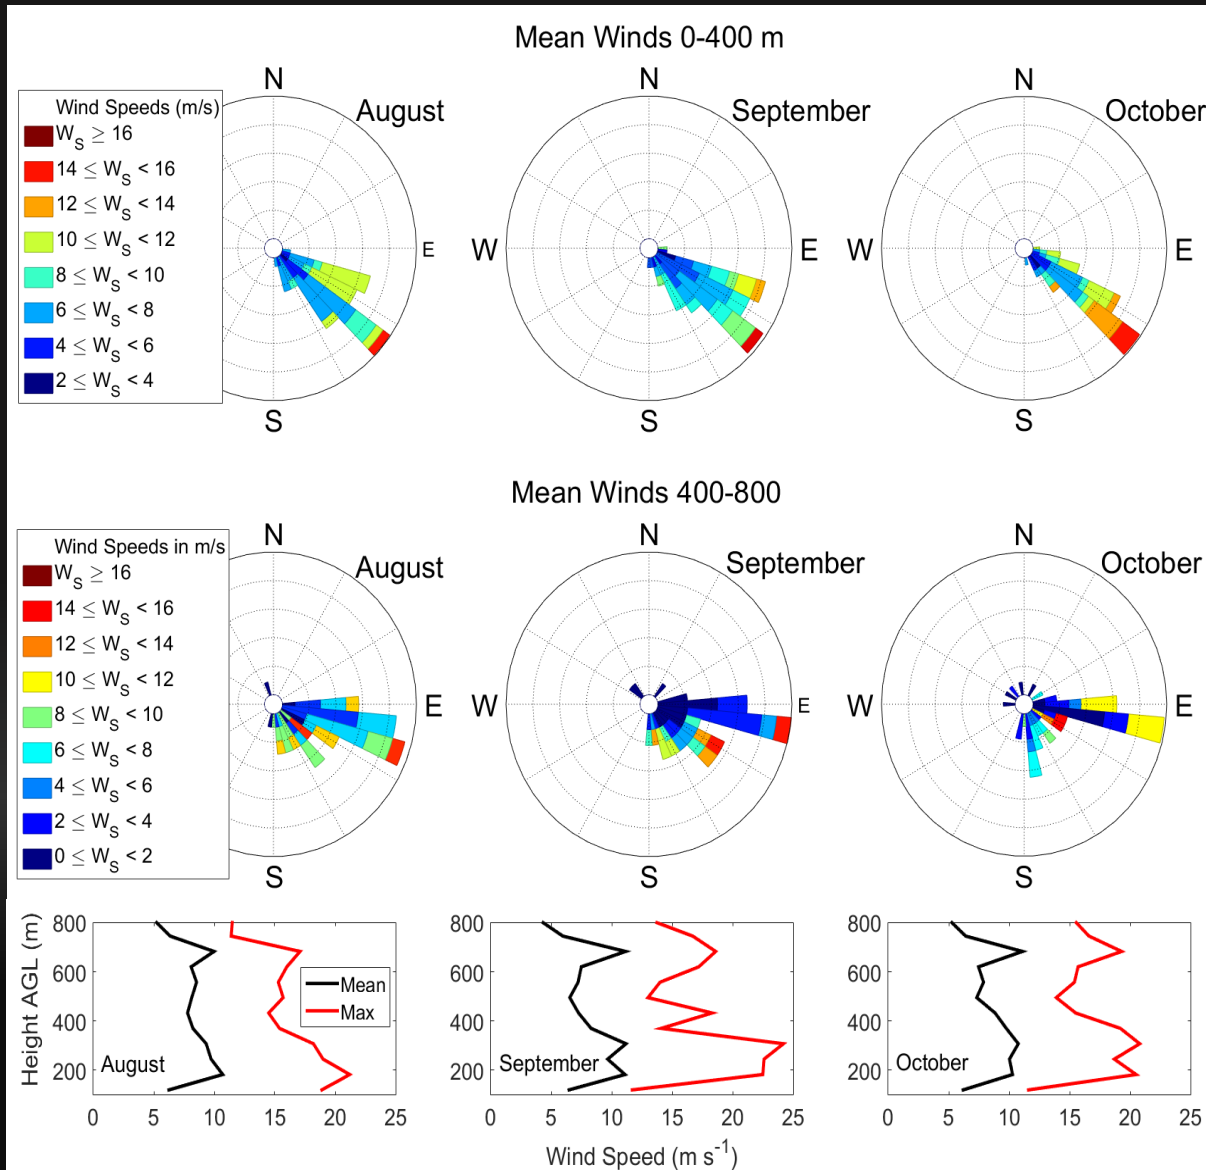 Mean Winds 0-400 m
N
August
E
S
Wind Speeds (m/s)
W_S ≥ 16
14 ≤ W_S < 16
12 ≤ W_S < 14
10 ≤ W_S < 12
8 ≤ W_S < 10
6 ≤ W_S < 8
4 ≤ W_S < 6
2 ≤ W_S < 4
N
September
W
E
S
N
October
W
E
S
Mean Winds 400-800
N
August
E
S
Wind Speeds in m/s
W_S ≥ 16
14 ≤ W_S < 16
12 ≤ W_S < 14
10 ≤ W_S < 12
8 ≤ W_S < 10
6 ≤ W_S < 8
4 ≤ W_S < 6
2 ≤ W_S < 4
0 ≤ W_S < 2
N
September
W
E
S
N
October
W
E
S
Height AGL (m)
800
600
400
200
Mean
Max
August
0 5 10 15 20 25
800
600
400
200
September
0 5 10 15 20 25
800
600
400
200
October
0 5 10 15 20 25
Wind Speed (m s⁻¹)